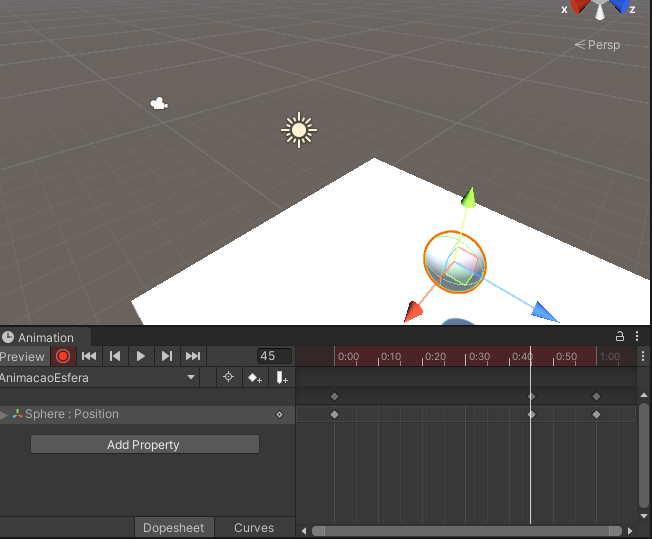 x z
Persp
Animation
Preview 45 0:00 0:10 0:20 0:30 0:40 0:50 1:00
AnimacaoEsfera
Sphere : Position
Add Property
Dopesheet Curves